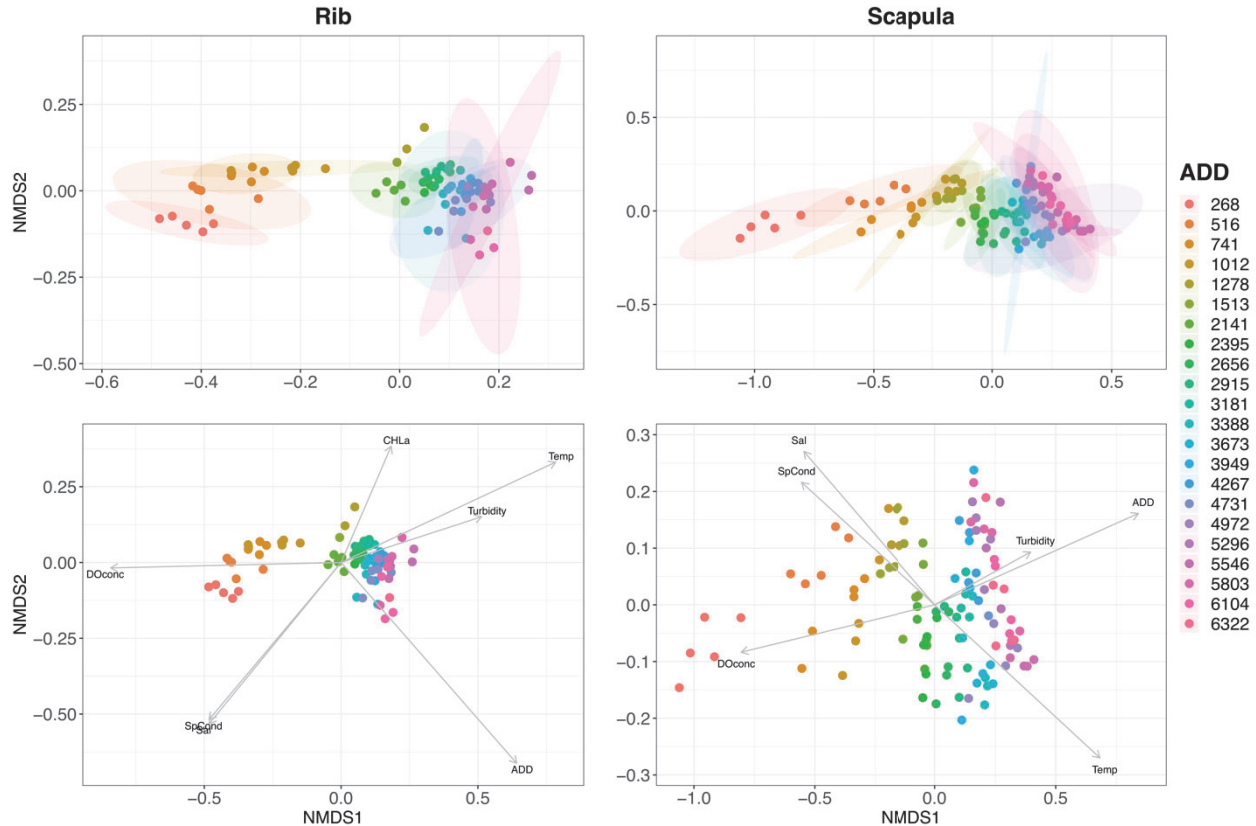 Rib
Scapula
NMDS2
0.25
0.00
−0.25
−0.50
−0.6
−0.4
−0.2
0.0
0.2
0.5
0.0
−0.5
−1.0
−0.5
0.0
0.5
ADD
268
516
741
1012
1278
1513
2141
2395
2656
2915
3181
3388
3673
3949
4267
4731
4972
5296
5546
5803
6104
6322
NMDS2
0.25
0.00
−0.25
−0.50
CHLa
Temp
Turbidity
DOconc
SpCond
Sal
ADD
−0.5
0.0
0.5
NMDS1
0.3
0.2
0.1
0.0
−0.1
−0.2
−0.3
Sal
SpCond
ADD
Turbidity
DOconc
Temp
−1.0
−0.5
0.0
0.5
NMDS1